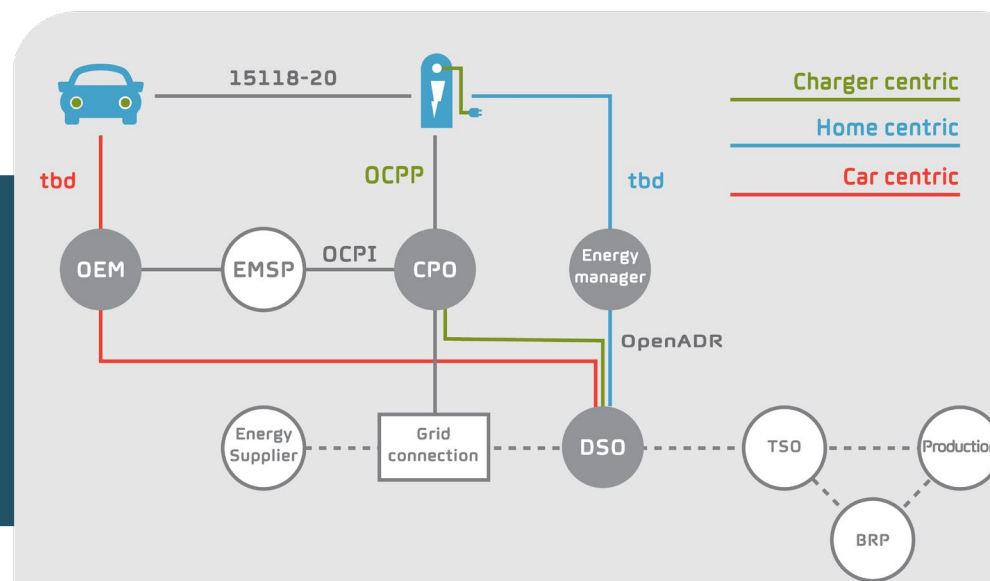 15118-20
Charger centric
Home centric
Car centric
tbd
OCPP
tbd
OEM
EMSP
OCPI
CPO
Energy
manager
OpenADR
Energy
Supplier
Grid
connection
DSO
TSO
Production
BRP